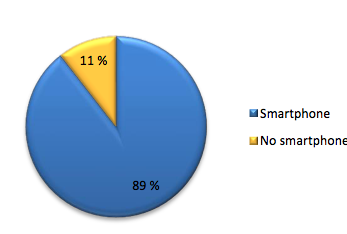 11 %
Smartphone
No smartphone
89 %